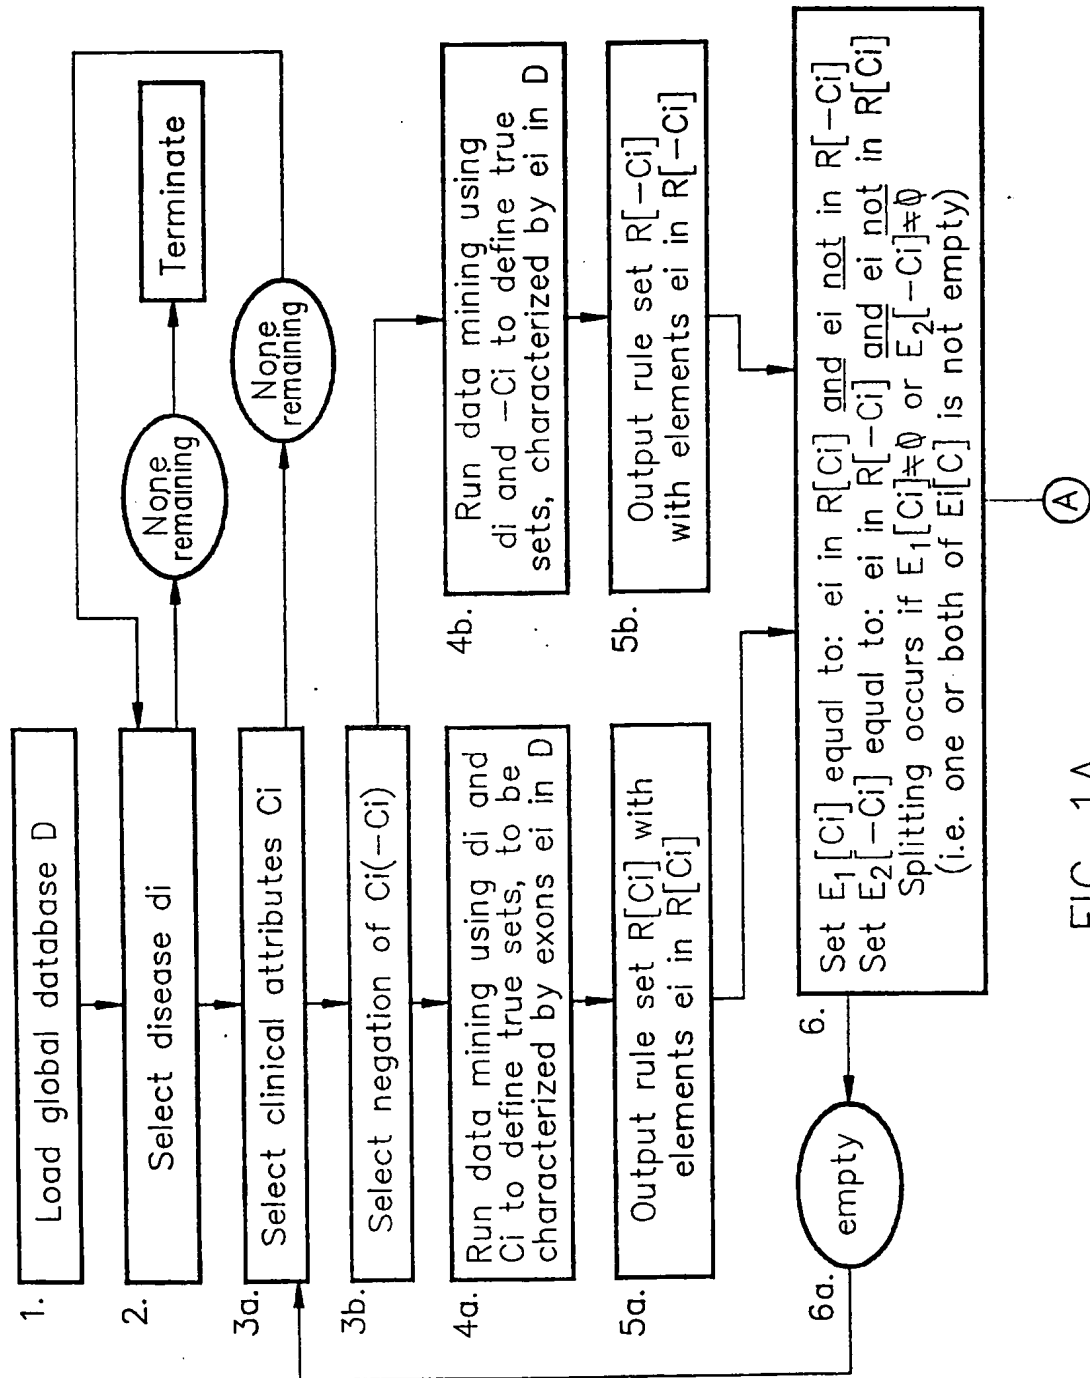 1.
Load global database D
2.
Select disease di
None
remaining
Terminate
3a.
Select clinical attributes Ci
None
remaining
3b.
Select negation of Ci(−Ci)
4a.
Run data mining using di and
Ci to define true sets, to be
characterized by exons ei in D
4b.
Run data mining using
di and −Ci to define true
sets, characterized by ei in D
5a.
Output rule set R[Ci] with
elements ei in R[Ci]
5b.
Output rule set R[−Ci]
with elements ei in R[−Ci]
6.
Set E₁[Ci] equal to: ei in R[Ci] and ei not in R[−Ci]
Set E₂[−Ci] equal to: ei in R[−Ci] and ei not in R[Ci]
Splitting occurs if E₁[Ci]≠∅ or E₂[−Ci]≠∅
(i.e. one or both of Ei[C] is not empty)
6a.
empty
A
FIG. 1A